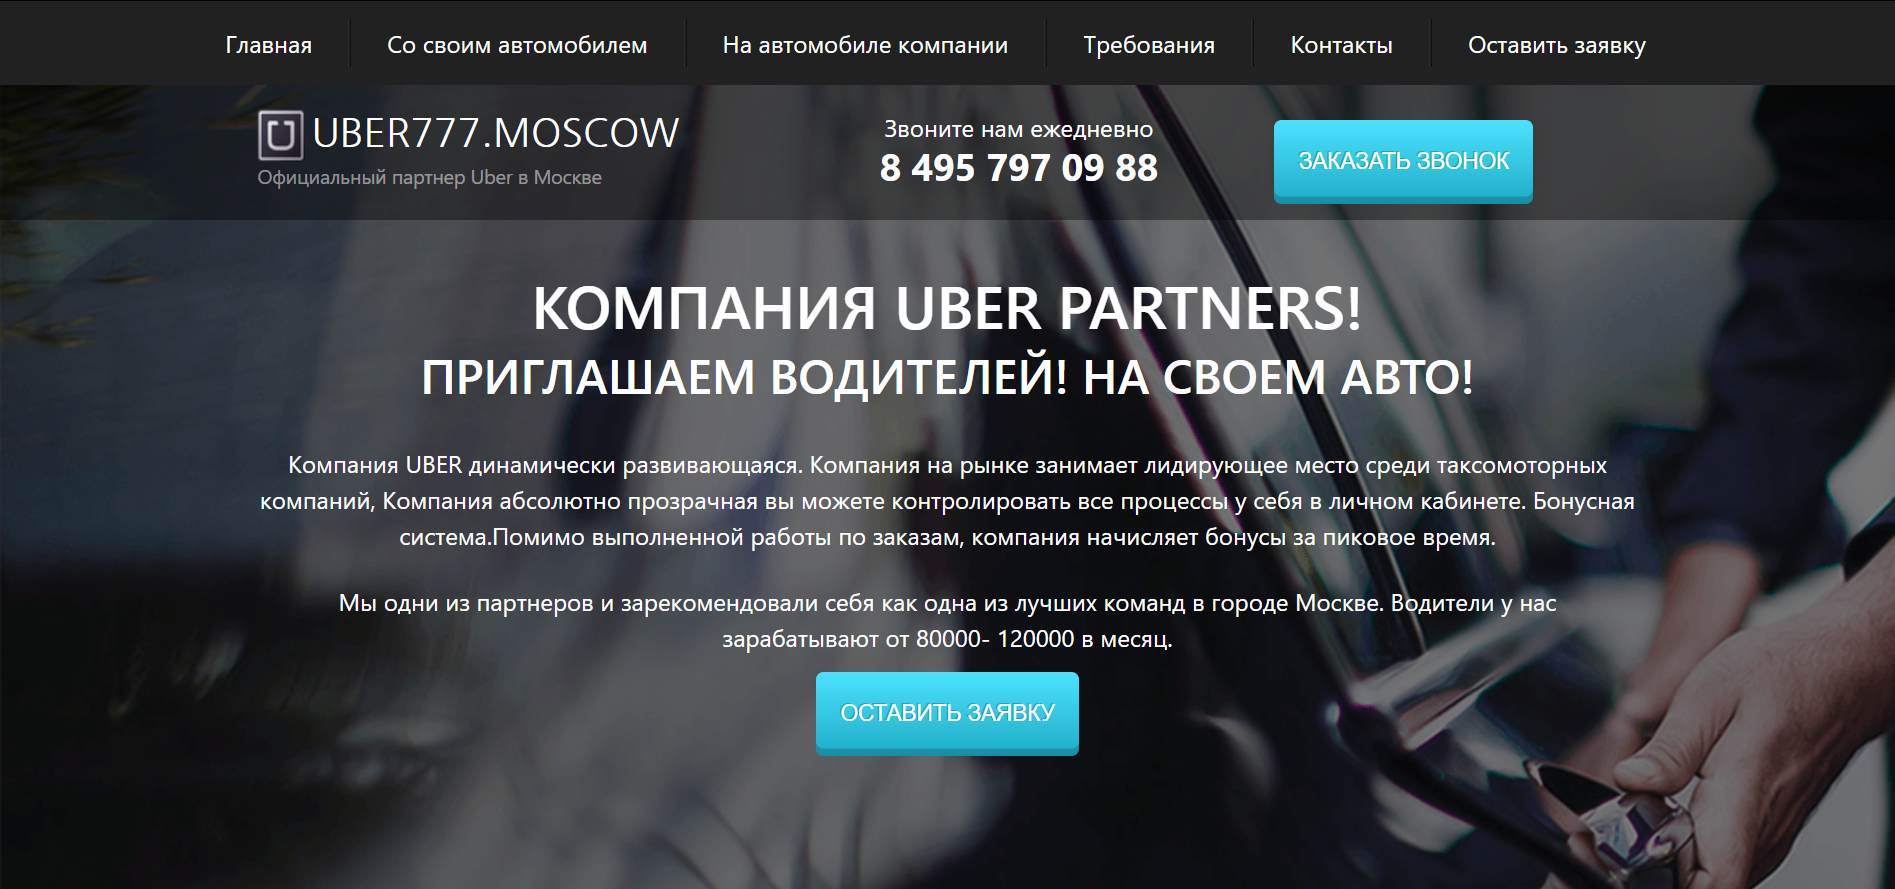 Главная
Со своим автомобилем
На автомобиле компании
Требования
Контакты
Оставить заявку
UBER777.MOSCOW
Официальный партнер Uber в Москве
Звоните нам ежедневно
8 495 797 09 88
ЗАКАЗАТЬ ЗВОНОК
КОМПАНИЯ UBER PARTNERS!
ПРИГЛАШАЕМ ВОДИТЕЛЕЙ! НА СВОЕМ АВТО!
Компания UBER динамически развивающаяся. Компания на рынке занимает лидирующее место среди таксомоторных
компаний, Компания абсолютно прозрачная вы можете контролировать все процессы у себя в личном кабинете. Бонусная
система.Помимо выполненной работы по заказам, компания начисляет бонусы за пиковое время.
Мы одни из партнеров и зарекомендовали себя как одна из лучших команд в городе Москве. Водители у нас
зарабатывают от 80000- 120000 в месяц.
ОСТАВИТЬ ЗАЯВКУ